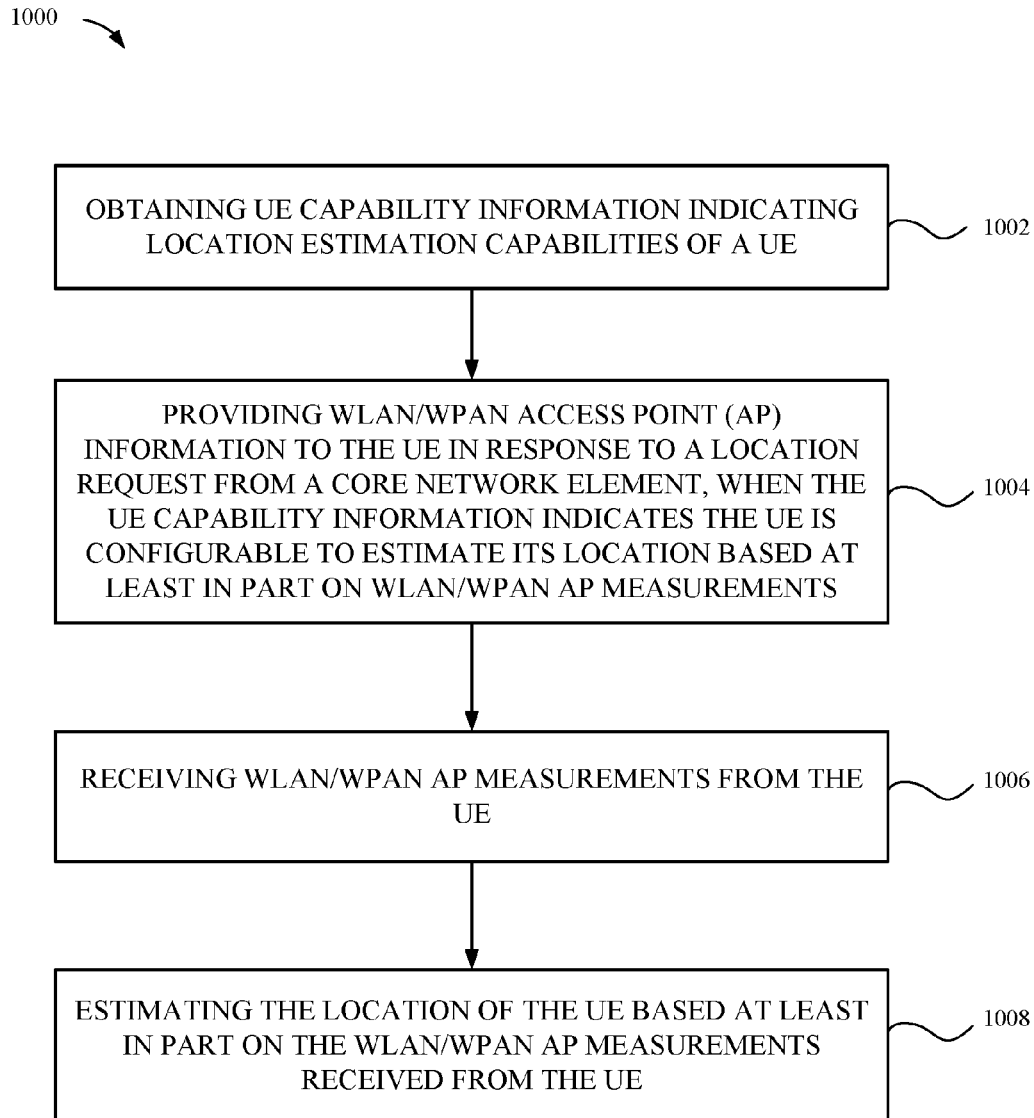 1000
OBTAINING UE CAPABILITY INFORMATION INDICATING
LOCATION ESTIMATION CAPABILITIES OF A UE
1002
PROVIDING WLAN/WPAN ACCESS POINT (AP)
INFORMATION TO THE UE IN RESPONSE TO A LOCATION
REQUEST FROM A CORE NETWORK ELEMENT, WHEN THE
UE CAPABILITY INFORMATION INDICATES THE UE IS
CONFIGURABLE TO ESTIMATE ITS LOCATION BASED AT
LEAST IN PART ON WLAN/WPAN AP MEASUREMENTS
1004
RECEIVING WLAN/WPAN AP MEASUREMENTS FROM THE
UE
1006
ESTIMATING THE LOCATION OF THE UE BASED AT LEAST
IN PART ON THE WLAN/WPAN AP MEASUREMENTS
RECEIVED FROM THE UE
1008